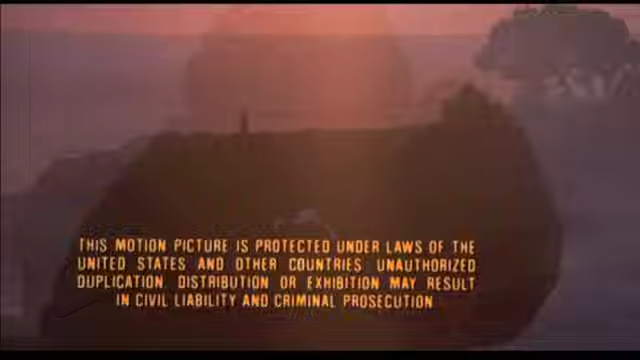 THIS MOTION PICTURE IS PROTECTED UNDER LAWS OF THE
UNITED STATES AND OTHER COUNTRIES. UNAUTHORIZED
DUPLICATION, DISTRIBUTION OR EXHIBITION MAY RESULT
IN CIVIL LIABILITY AND CRIMINAL PROSECUTION.